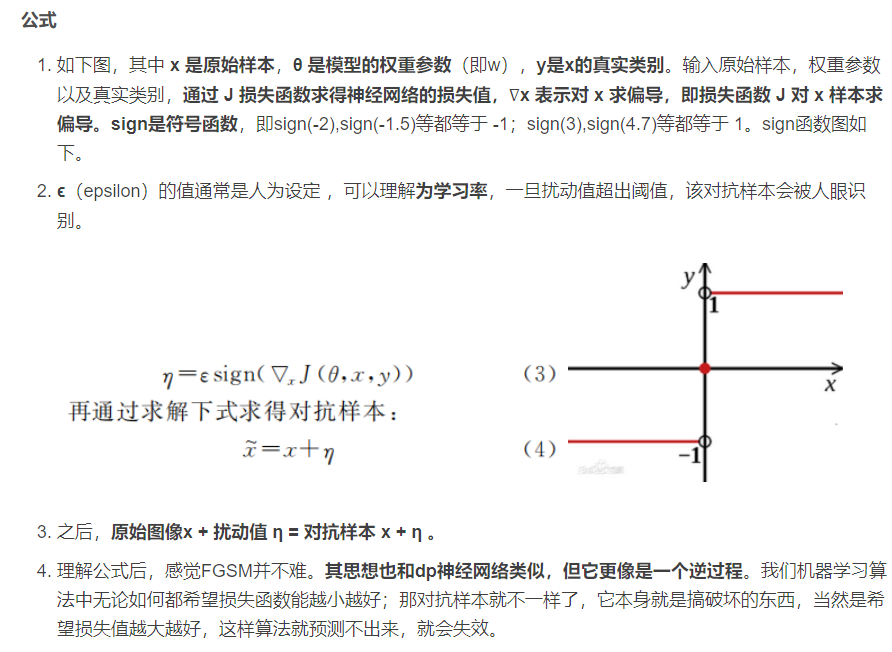 公式
1. 如下图，其中 x 是原始样本，θ 是模型的权重参数（即w），y是x的真实类别。输入原始样本，权重参数
以及真实类别，通过 J 损失函数求得神经网络的损失值，∇x 表示对 x 求偏导，即损失函数 J 对 x 样本求
偏导。sign是符号函数，即sign(-2),sign(-1.5)等都等于 -1；sign(3),sign(4.7)等都等于 1。sign函数图如
下。
2. ϵ（epsilon）的值通常是人为设定 ，可以理解为学习率，一旦扰动值超出阈值，该对抗样本会被人眼识
别。
y
1
η＝ε sign(∇ₓJ(θ,x,y)) （3）
x
再通过求解下式求得对抗样本：
x̃＝x＋η （4）
−1
3. 之后，原始图像x + 扰动值 η = 对抗样本 x + η 。
4. 理解公式后，感觉FGSM并不难。其思想也和dp神经网络类似，但它更像是一个逆过程。我们机器学习算
法中无论如何都希望损失函数能越小越好；那对抗样本就不一样了，它本身就是搞破坏的东西，当然是希
望损失值越大越好，这样算法就预测不出来，就会失效。